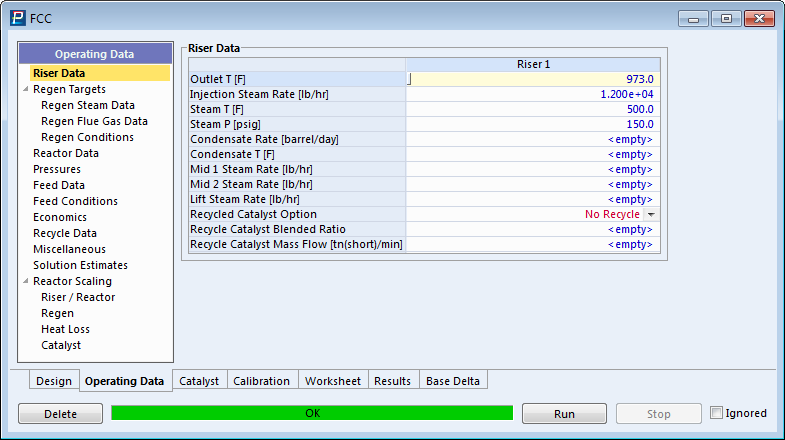 FCC
Operating Data
Riser Data
Regen Targets
Regen Steam Data
Regen Flue Gas Data
Regen Conditions
Reactor Data
Pressures
Feed Data
Feed Conditions
Economics
Recycle Data
Miscellaneous
Solution Estimates
Reactor Scaling
Riser / Reactor
Regen
Heat Loss
Catalyst
Riser Data
Riser 1
Outlet T [F] 973.0
Injection Steam Rate [lb/hr] 1.200e+04
Steam T [F] 500.0
Steam P [psig] 150.0
Condensate Rate [barrel/day] <empty>
Condensate T [F] <empty>
Mid 1 Steam Rate [lb/hr] <empty>
Mid 2 Steam Rate [lb/hr] <empty>
Lift Steam Rate [lb/hr] <empty>
Recycled Catalyst Option No Recycle
Recycle Catalyst Blended Ratio <empty>
Recycle Catalyst Mass Flow [tn(short)/min] <empty>
Design Operating Data Catalyst Calibration Worksheet Results Base Delta
Delete OK Run Stop Ignored